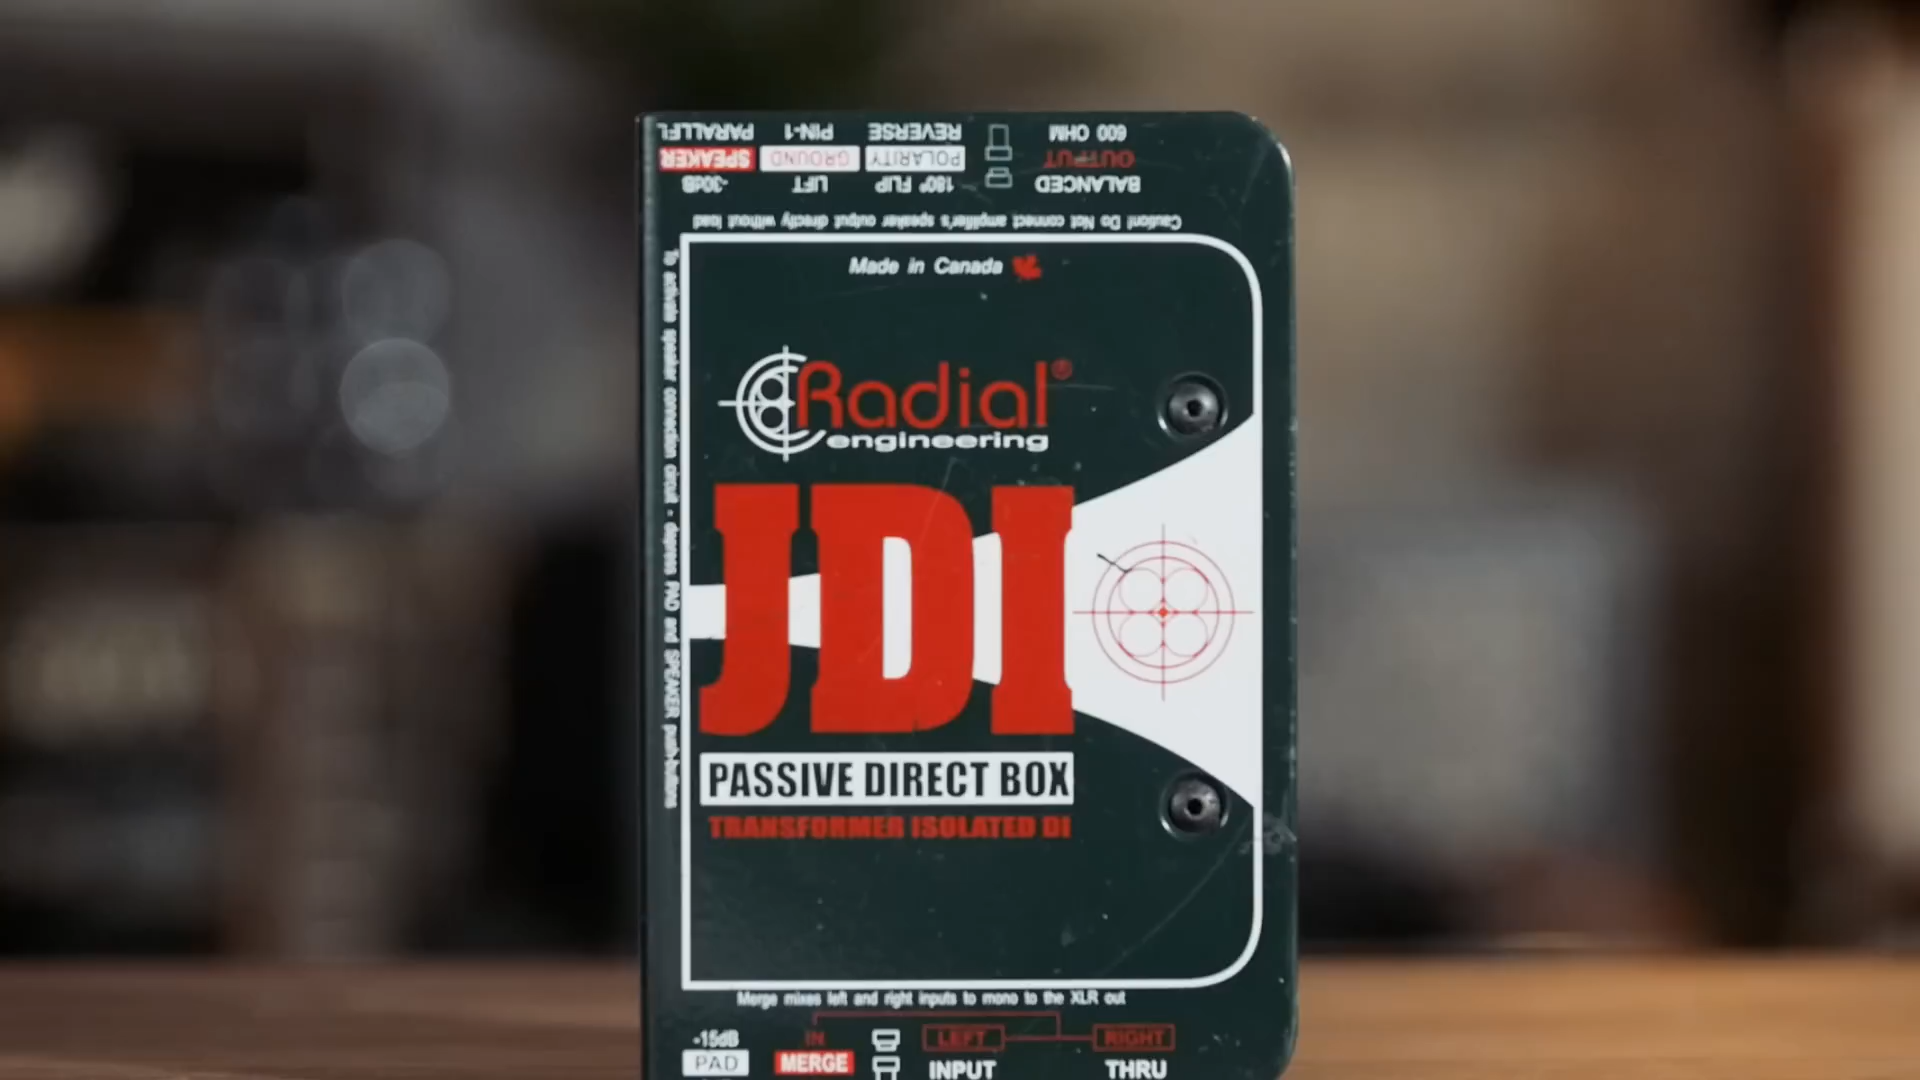 PARALLEL PIN-1 REVERSE 600 OHM
SPEAKER GROUND POLARITY OUTPUT
-30dB LIFT 180° FLIP BALANCED
Caution! Do Not connect amplifier's speaker output directly without load
To activate speaker connection circuit - depress PAD and SPEAKER push-buttons
Made in Canada
Radial®
engineering
JDI
PASSIVE DIRECT BOX
TRANSFORMER ISOLATED DI
Merge mixes left and right inputs to mono to the XLR out
-15dB IN LEFT RIGHT
PAD MERGE INPUT THRU